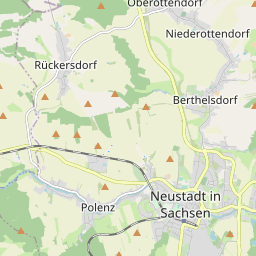 Oberottendorf
Niederottendorf
Rückersdorf
Berthelsdorf
Neustadt in
Sachsen
Polenz